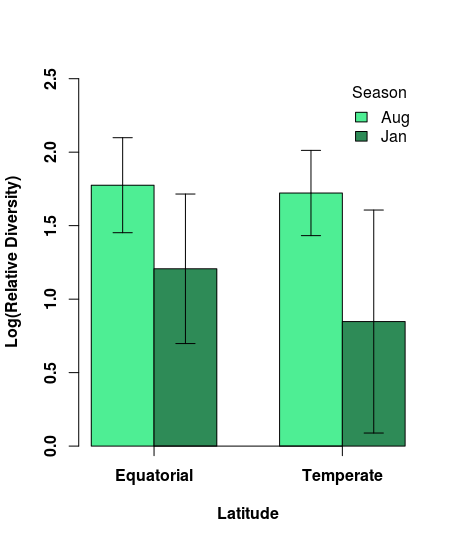 Season
Aug
Jan
Log(Relative Diversity)
2.5
2.0
1.5
1.0
0.5
0.0
Equatorial
Temperate
Latitude